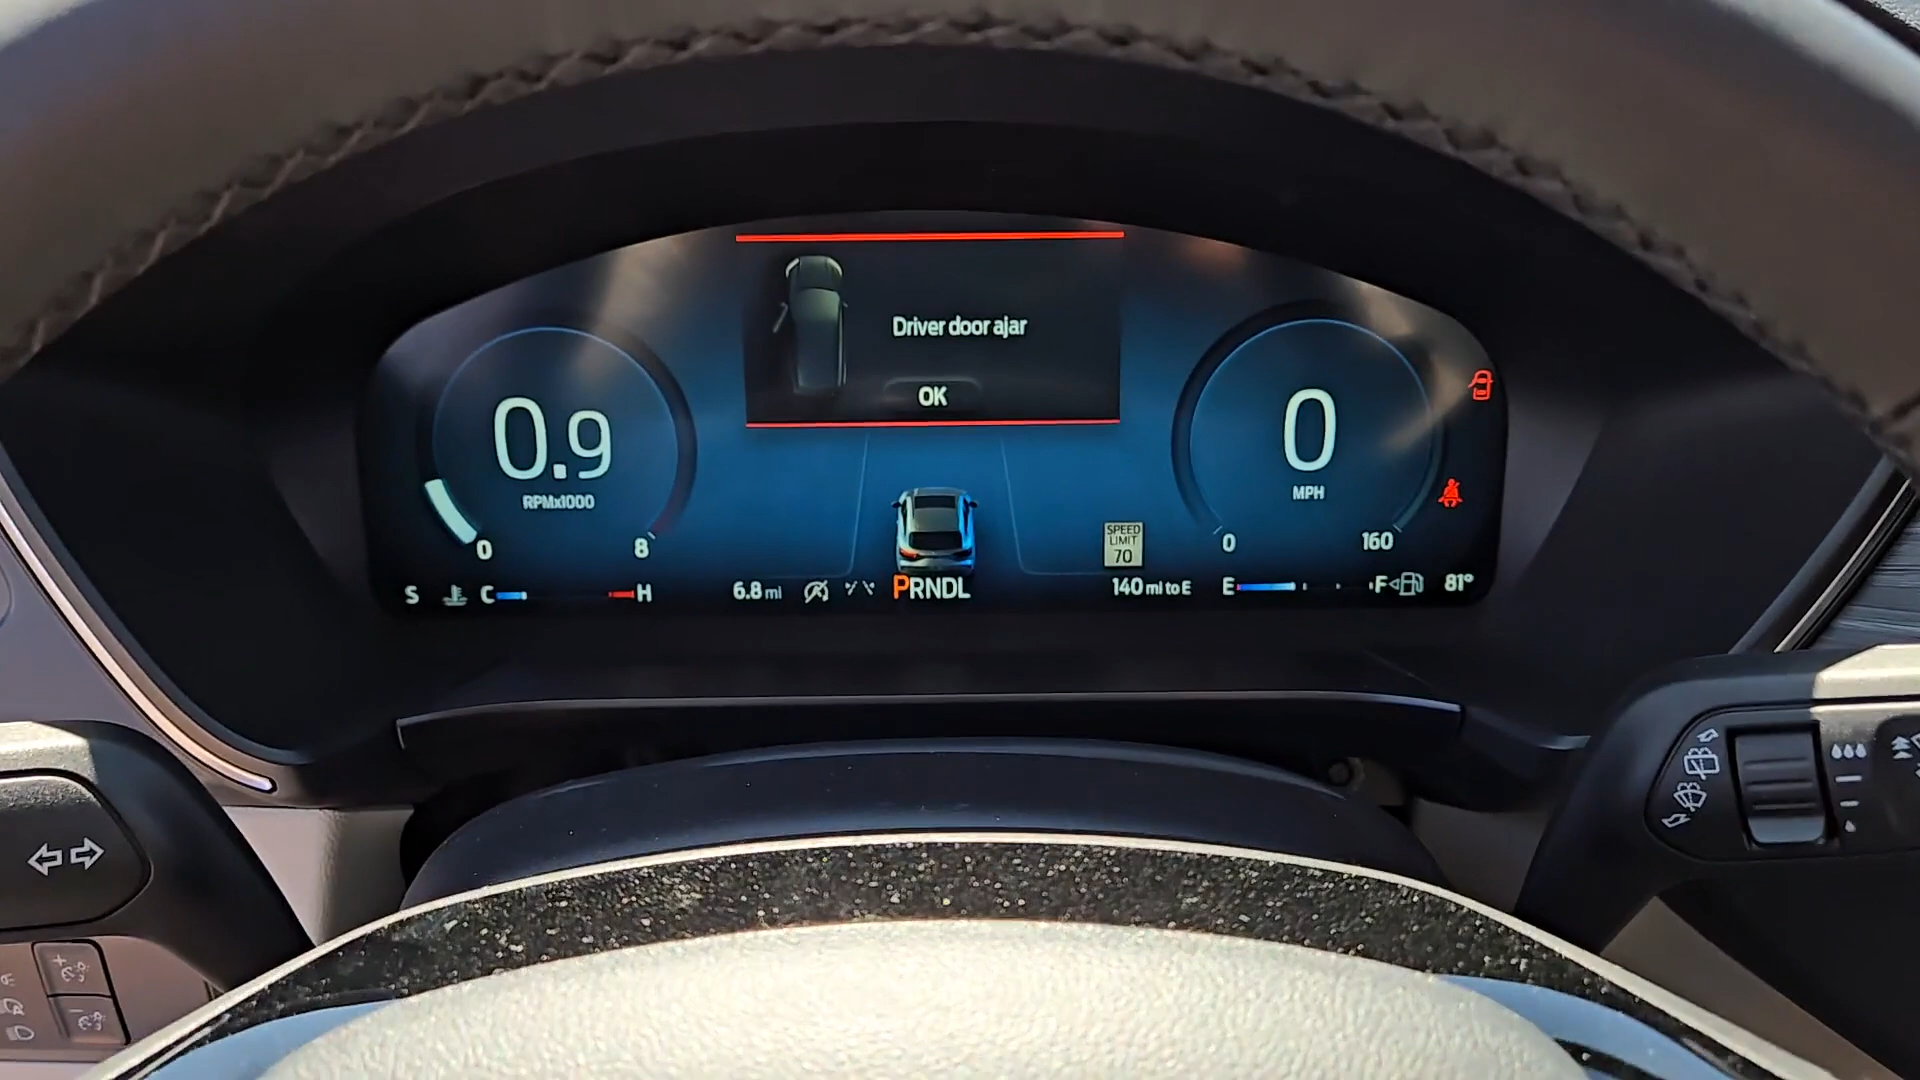 Driver door ajar
OK
0.9
RPMx1000
0
8
0
MPH
0
160
SPEED
LIMIT
70
S
C
H
6.8 mi
PRNDL
140 mi to E
E
F
81°